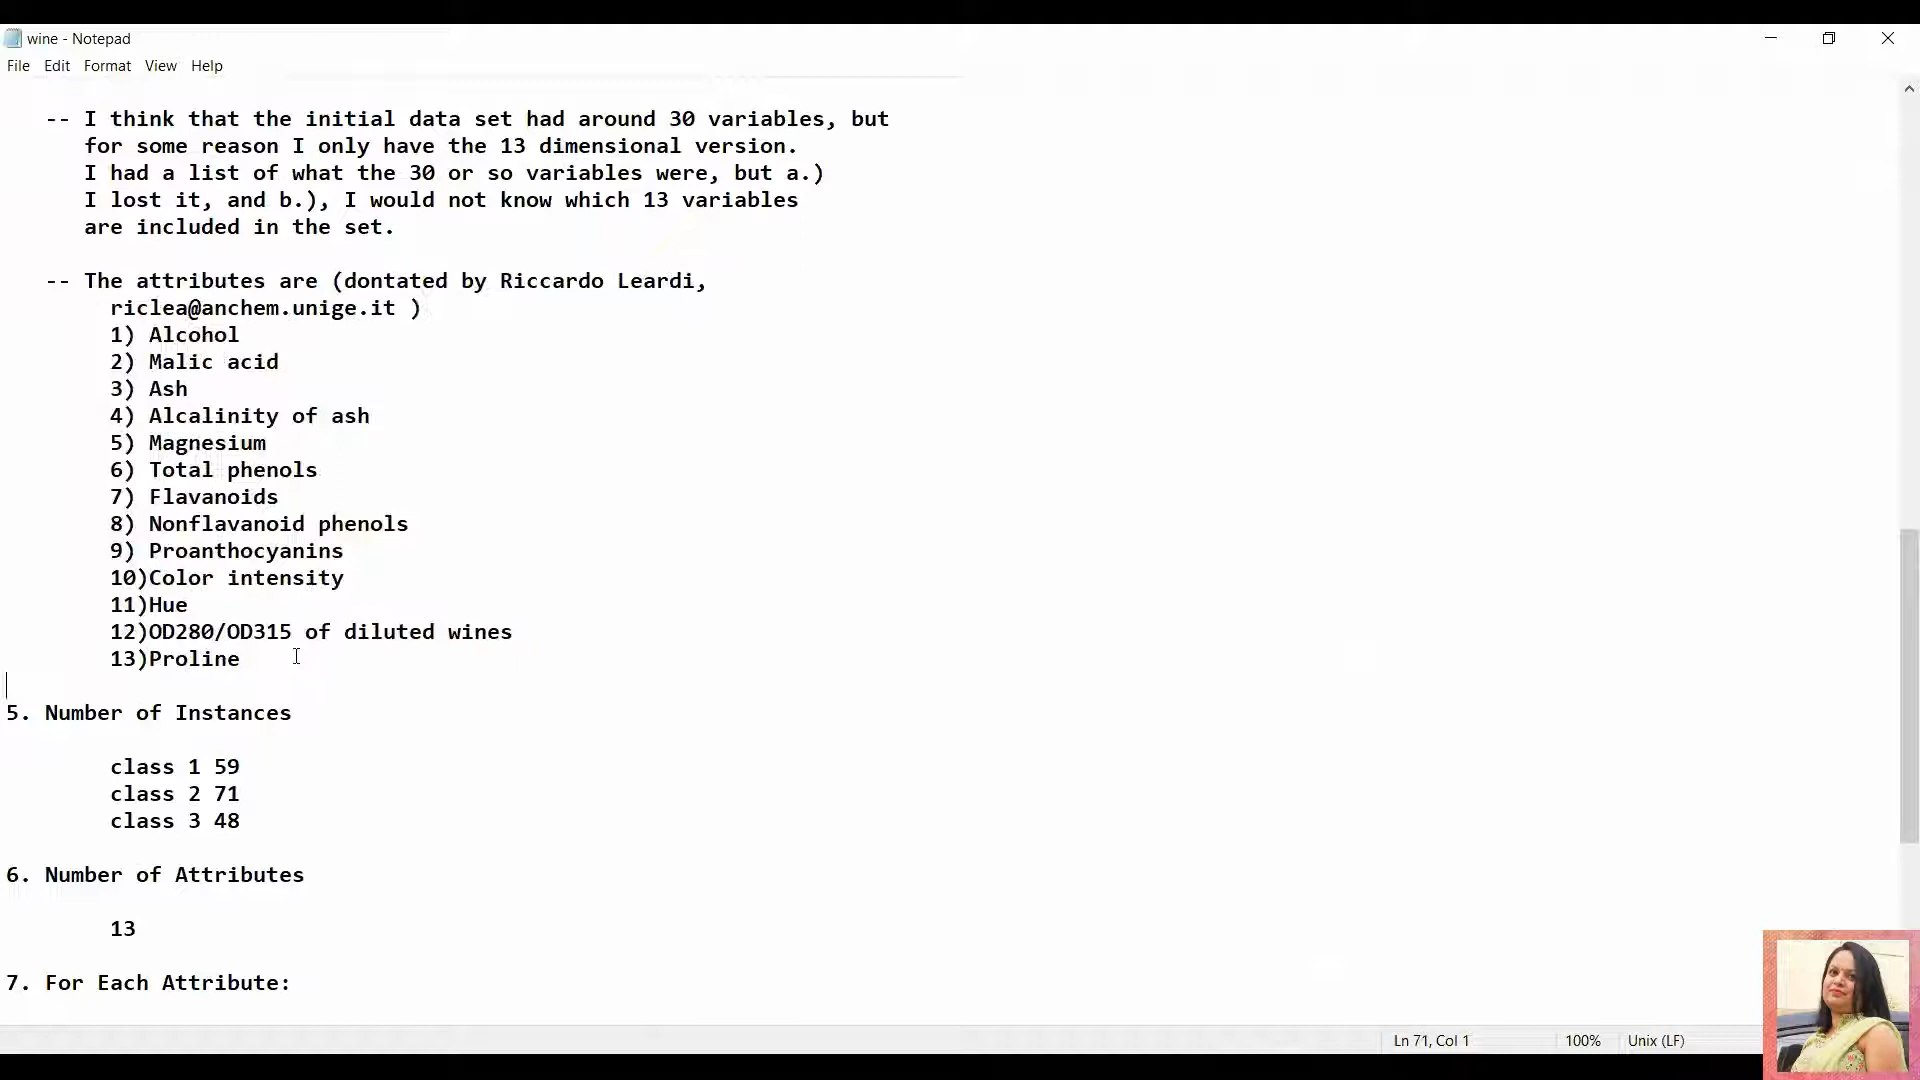 wine - Notepad
File Edit Format View Help
-- I think that the initial data set had around 30 variables, but
for some reason I only have the 13 dimensional version.
I had a list of what the 30 or so variables were, but a.)
I lost it, and b.), I would not know which 13 variables
are included in the set.
-- The attributes are (dontated by Riccardo Leardi,
riclea@anchem.unige.it )
1) Alcohol
2) Malic acid
3) Ash
4) Alcalinity of ash
5) Magnesium
6) Total phenols
7) Flavanoids
8) Nonflavanoid phenols
9) Proanthocyanins
10)Color intensity
11)Hue
12)OD280/OD315 of diluted wines
13)Proline
5. Number of Instances
class 1 59
class 2 71
class 3 48
6. Number of Attributes
13
7. For Each Attribute:
Ln 71, Col 1 100% Unix (LF)